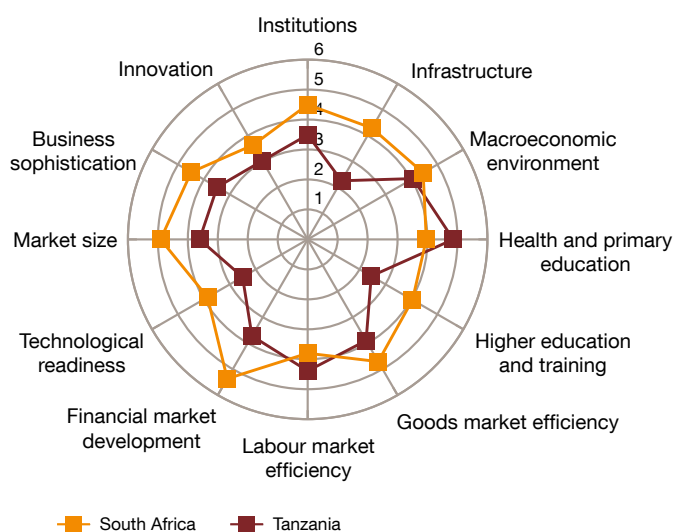 Institutions
6
5
4
3
2
1
Infrastructure
Macroeconomic
environment
Health and primary
education
Higher education
and training
Goods market efficiency
Labour market
efficiency
Financial market
development
Technological
readiness
Market size
Business
sophistication
Innovation
South Africa
Tanzania